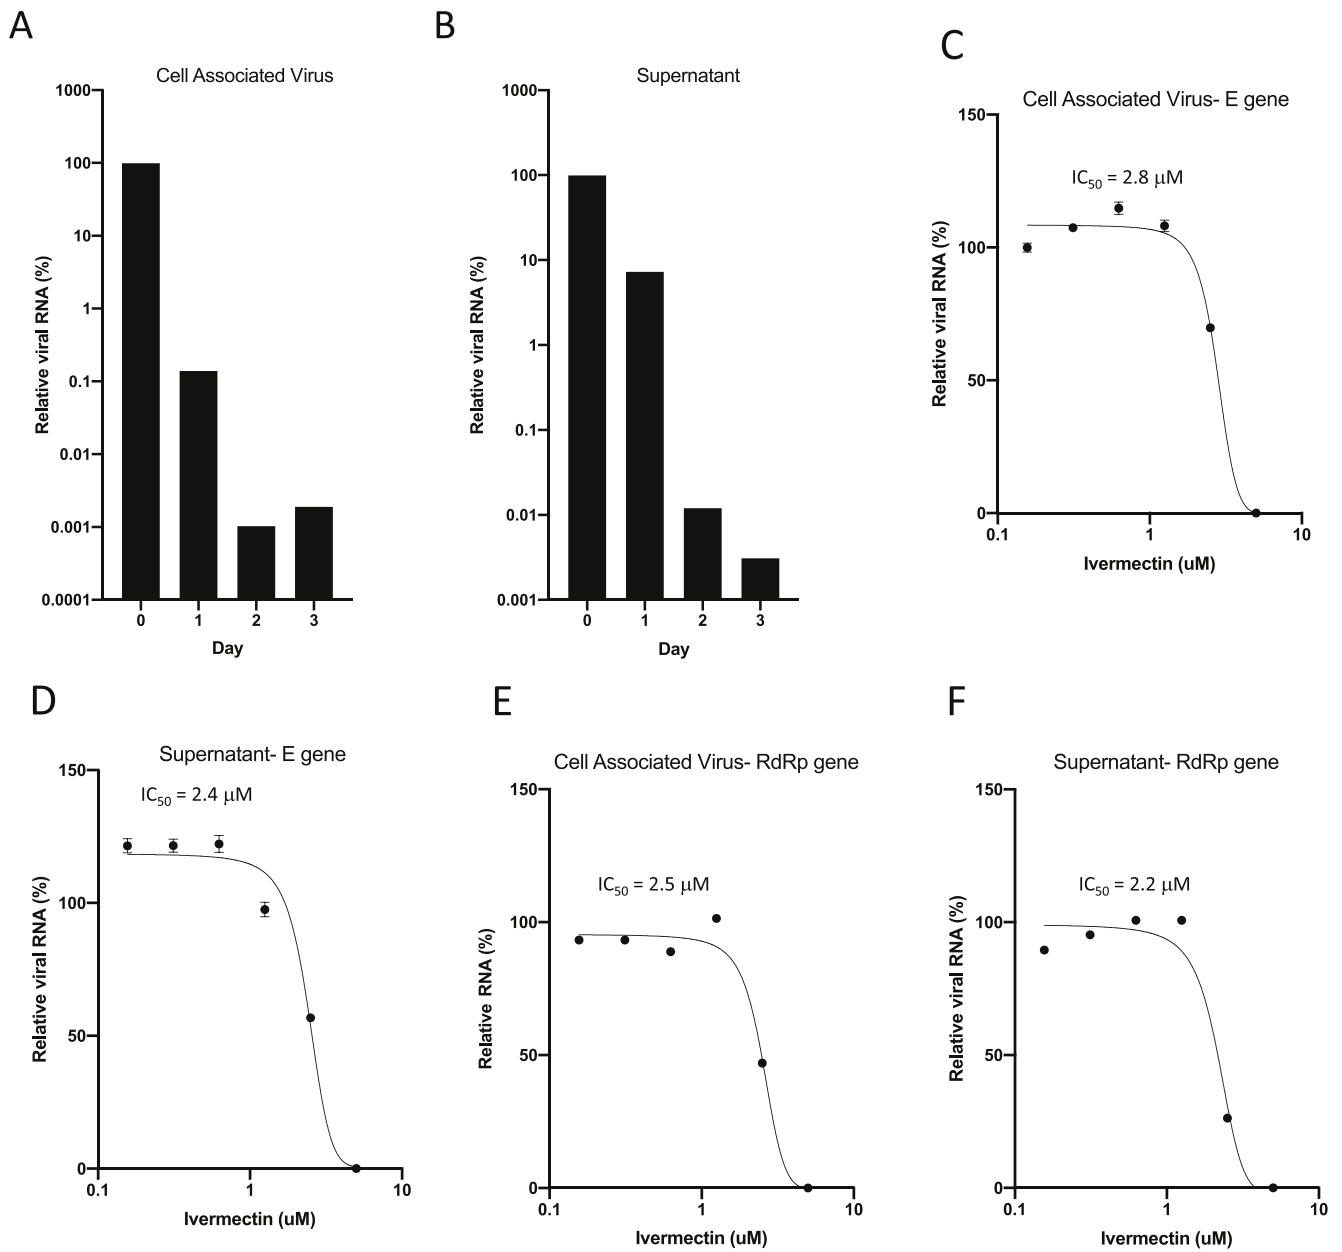 A
Cell Associated Virus
Relative viral RNA (%)
1000
100
10
1
0.1
0.01
0.001
0.0001
0 1 2 3
Day
B
Supernatant
Relative viral RNA (%)
1000
100
10
1
0.1
0.01
0.001
0 1 2 3
Day
C
Cell Associated Virus- E gene
IC50 = 2.8 μM
Relative viral RNA (%)
150
100
50
0
0.1 1 10
Ivermectin (uM)
D
Supernatant- E gene
IC50 = 2.4 μM
Relative viral RNA (%)
150
100
50
0
0.1 1 10
Ivermectin (uM)
E
Cell Associated Virus- RdRp gene
IC50 = 2.5 μM
Relative RNA (%)
150
100
50
0
0.1 1 10
Ivermectin (uM)
F
Supernatant- RdRp gene
IC50 = 2.2 μM
Relative viral RNA (%)
150
100
50
0
0.1 1 10
Ivermectin (uM)